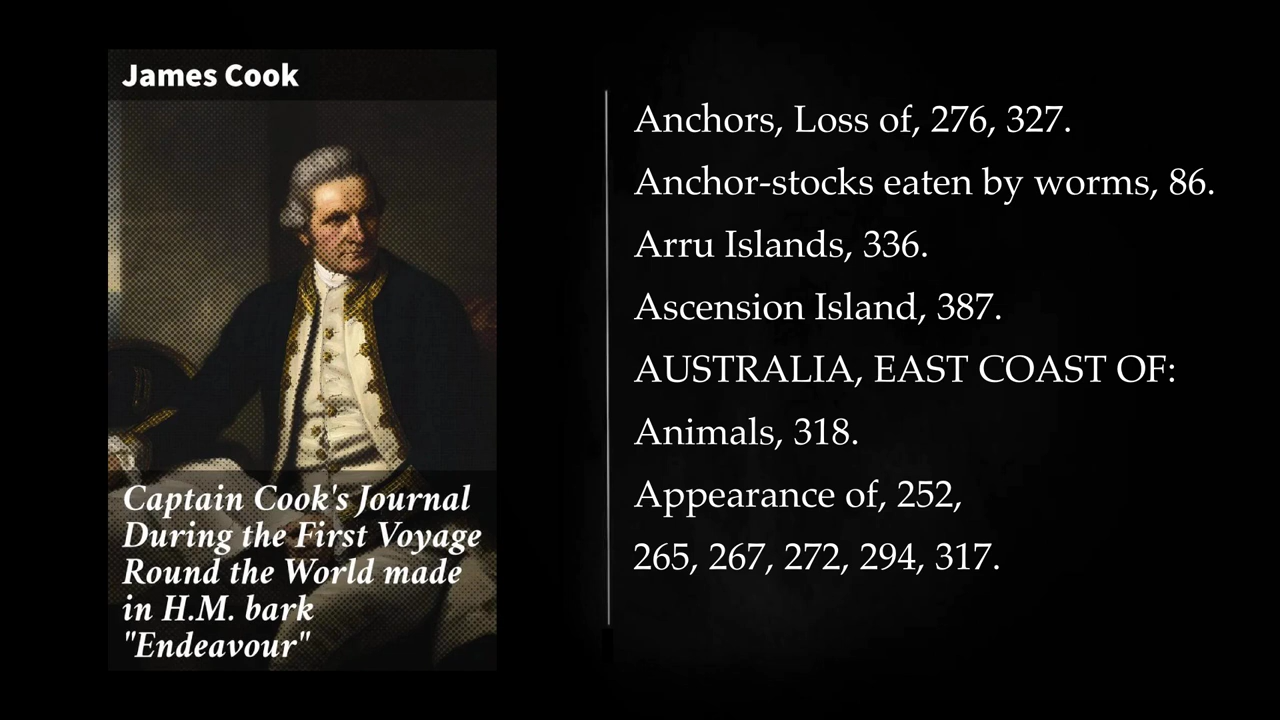 James Cook
Captain Cook's Journal
During the First Voyage
Round the World made
in H.M. bark
"Endeavour"
Anchors, Loss of, 276, 327.
Anchor-stocks eaten by worms, 86.
Arru Islands, 336.
Ascension Island, 387.
AUSTRALIA, EAST COAST OF:
Animals, 318.
Appearance of, 252,
265, 267, 272, 294, 317.